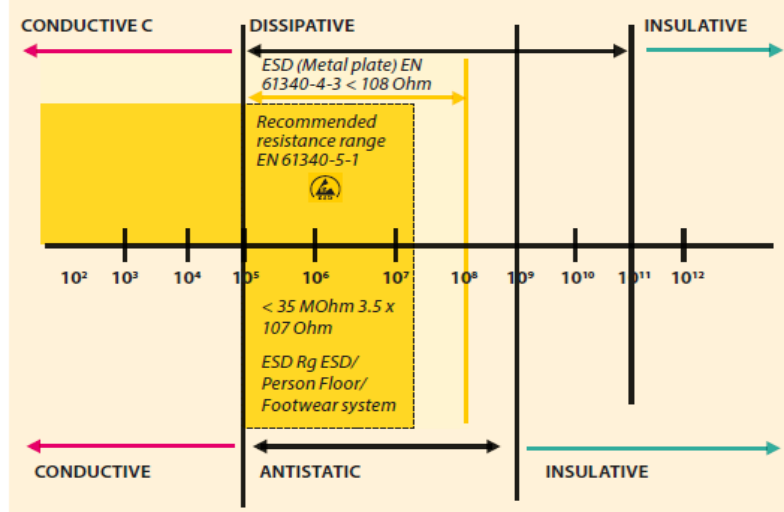 CONDUCTIVE C
DISSIPATIVE
INSULATIVE
ESD (Metal plate) EN
61340-4-3 < 108 Ohm
Recommended
resistance range
EN 61340-5-1
ESD
10² 10³ 10⁴ 10⁵ 10⁶ 10⁷ 10⁸ 10⁹ 10¹⁰ 10¹¹ 10¹²
< 35 MOhm 3.5 x
107 Ohm
ESD Rg ESD/
Person Floor/
Footwear system
CONDUCTIVE
ANTISTATIC
INSULATIVE